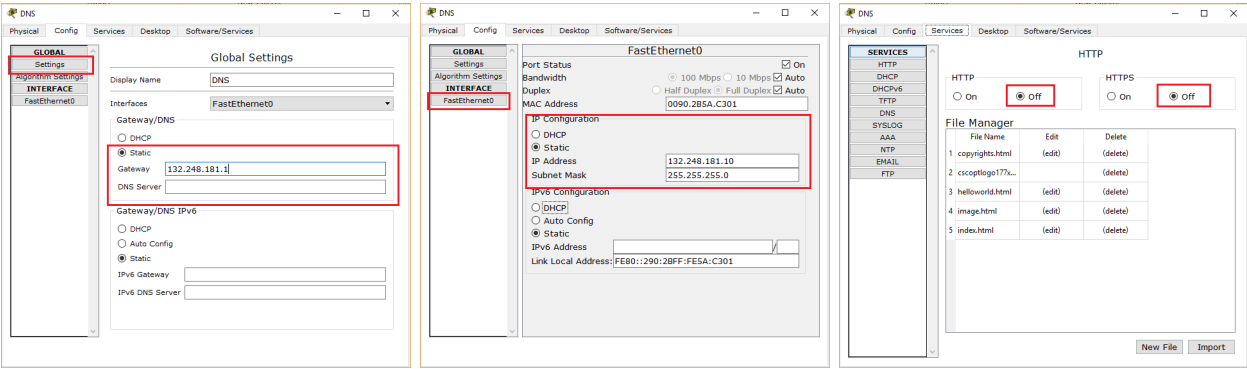 DNS
Physical Config Services Desktop Software/Services
GLOBAL
Settings
Algorithm Settings
INTERFACE
FastEthernet0
Global Settings
Display Name DNS
Interfaces FastEthernet0
Gateway/DNS
DHCP
Static
Gateway 132.248.181.1
DNS Server
Gateway/DNS IPv6
DHCP
Auto Config
Static
IPv6 Gateway
IPv6 DNS Server
DNS
Physical Config Services Desktop Software/Services
GLOBAL
Settings
Algorithm Settings
INTERFACE
FastEthernet0
FastEthernet0
Port Status On
Bandwidth 100 Mbps 10 Mbps Auto
Duplex Half Duplex Full Duplex Auto
MAC Address 0090.2B5A.C301
IP Configuration
DHCP
Static
IP Address 132.248.181.10
Subnet Mask 255.255.255.0
IPv6 Configuration
DHCP
Auto Config
Static
IPv6 Address /
Link Local Address: FE80::290:2BFF:FE5A:C301
DNS
Physical Config Services Desktop Software/Services
SERVICES
HTTP
DHCP
DHCPv6
TFTP
DNS
SYSLOG
AAA
NTP
EMAIL
FTP
HTTP
HTTP HTTPS
On Off On Off
File Manager
File Name Edit Delete
1 copyrights.html (edit) (delete)
2 cscoptlogo177x... (delete)
3 helloworld.html (edit) (delete)
4 image.html (edit) (delete)
5 index.html (edit) (delete)
New File Import